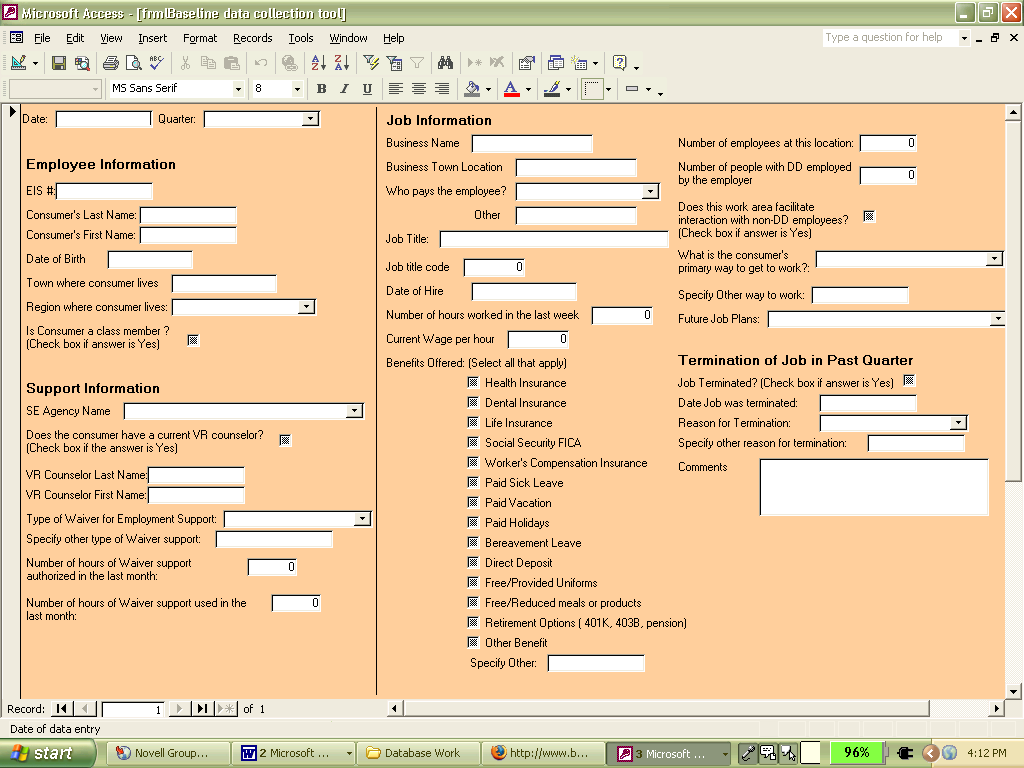 Microsoft Access - [frmlBaseline data collection tool]
File Edit View Insert Format Records Tools Window Help
Type a question for help
MS Sans Serif 8 B I U A
Date: Quarter:
Employee Information
EIS #:
Consumer's Last Name:
Consumer's First Name:
Date of Birth
Town where consumer lives
Region where consumer lives:
Is Consumer a class member ?
(Check box if answer is Yes)
Support Information
SE Agency Name
Does the consumer have a current VR counselor?
(Check box if the answer is Yes)
VR Counselor Last Name:
VR Counselor First Name:
Type of Waiver for Employment Support:
Specify other type of Waiver support:
Number of hours of Waiver support
authorized in the last month:
0
Number of hours of Waiver support used in the
last month:
0
Job Information
Business Name
Business Town Location
Who pays the employee?
Other
Job Title:
Job title code 0
Date of Hire
Number of hours worked in the last week 0
Current Wage per hour 0
Benefits Offered: (Select all that apply)
Health Insurance
Dental Insurance
Life Insurance
Social Security FICA
Worker's Compensation Insurance
Paid Sick Leave
Paid Vacation
Paid Holidays
Bereavement Leave
Direct Deposit
Free/Provided Uniforms
Free/Reduced meals or products
Retirement Options ( 401K, 403B, pension)
Other Benefit
Specify Other:
Number of employees at this location: 0
Number of people with DD employed
by the employer
0
Does this work area facilitate
interaction with non-DD employees?
(Check box if answer is Yes)
What is the consumer's
primary way to get to work?:
Specify Other way to work:
Future Job Plans:
Termination of Job in Past Quarter
Job Terminated? (Check box if answer is Yes)
Date Job was terminated:
Reason for Termination:
Specify other reason for termination:
Comments
Record: 1 of 1
Date of data entry
start Novell Group... 2 Microsoft ... Database Work http://www.b... 3 Microsoft ... 96% 4:12 PM